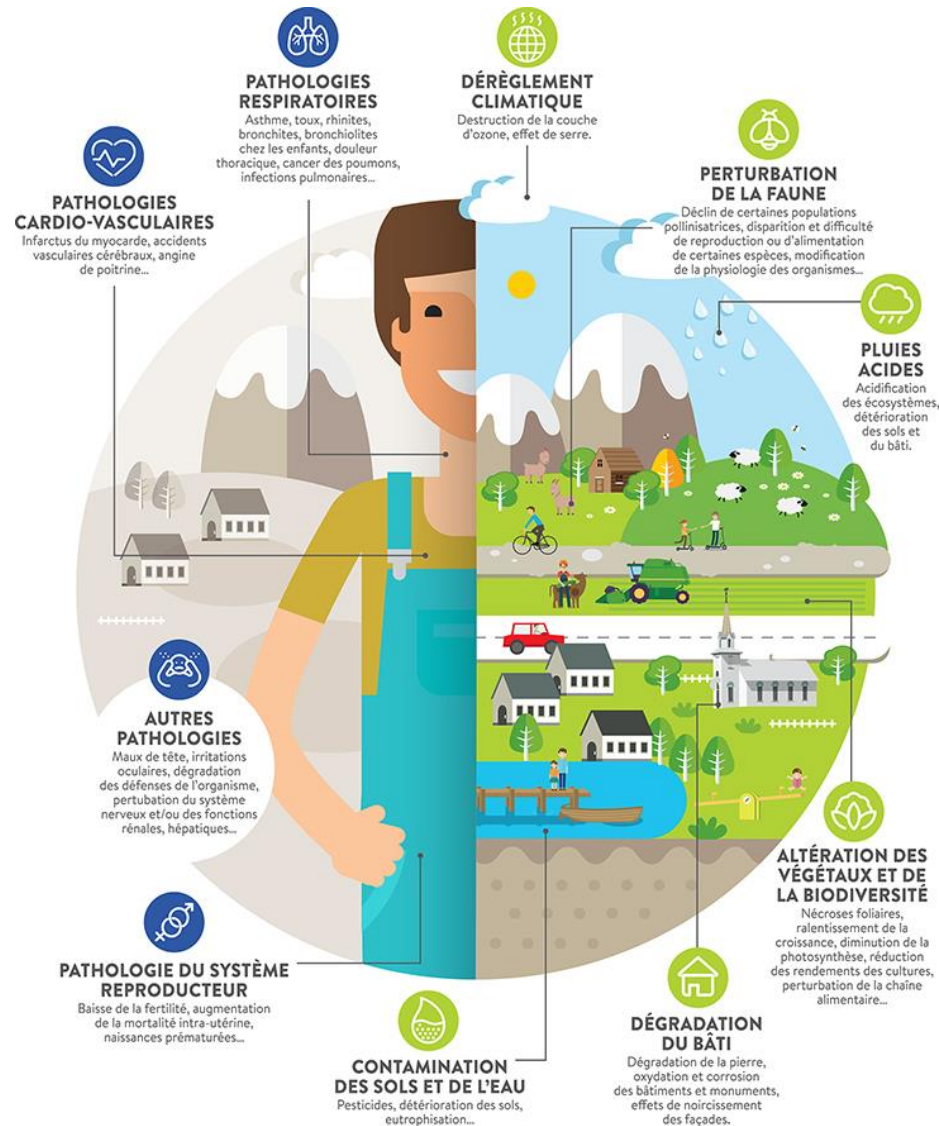 PATHOLOGIES
RESPIRATOIRES
Asthme, toux, rhinites,
bronchites, bronchiolites
chez les enfants, douleur
thoracique, cancer des poumons,
infections pulmonaires...
DÉRÈGLEMENT
CLIMATIQUE
Destruction de la couche
d'ozone, effet de serre.
PATHOLOGIES
CARDIO-VASCULAIRES
Infarctus du myocarde, accidents
vasculaires cérébraux, angine
de poitrine...
PERTURBATION
DE LA FAUNE
Déclin de certaines populations
pollinisatrices, disparition et difficulté
de reproduction ou d'alimentation
de certaines espèces, modification
de la physiologie des organismes...
PLUIES
ACIDES
Acidification
des écosystèmes,
détérioration
des sols et
du bâti.
AUTRES
PATHOLOGIES
Maux de tête, irritations
oculaires, dégradation
des défenses de l'organisme,
pertubation du système
nerveux et/ou des fonctions
rénales, hépatiques...
ALTÉRATION DES
VÉGÉTAUX ET DE
LA BIODIVERSITÉ
Nécroses foliaires,
ralentissement de la
croissance, diminution de la
photosynthèse, réduction
des rendements des cultures,
perturbation de la chaîne
alimentaire...
PATHOLOGIE DU SYSTÈME
REPRODUCTEUR
Baisse de la fertilité, augmentation
de la mortalité intra-utérine,
naissances prématurées...
CONTAMINATION
DES SOLS ET DE L'EAU
Pesticides, détérioration des sols,
eutrophisation...
DÉGRADATION
DU BÂTI
Dégradation de la pierre,
oxydation et corrosion
des bâtiments et monuments,
effets de noircissement
des façades.